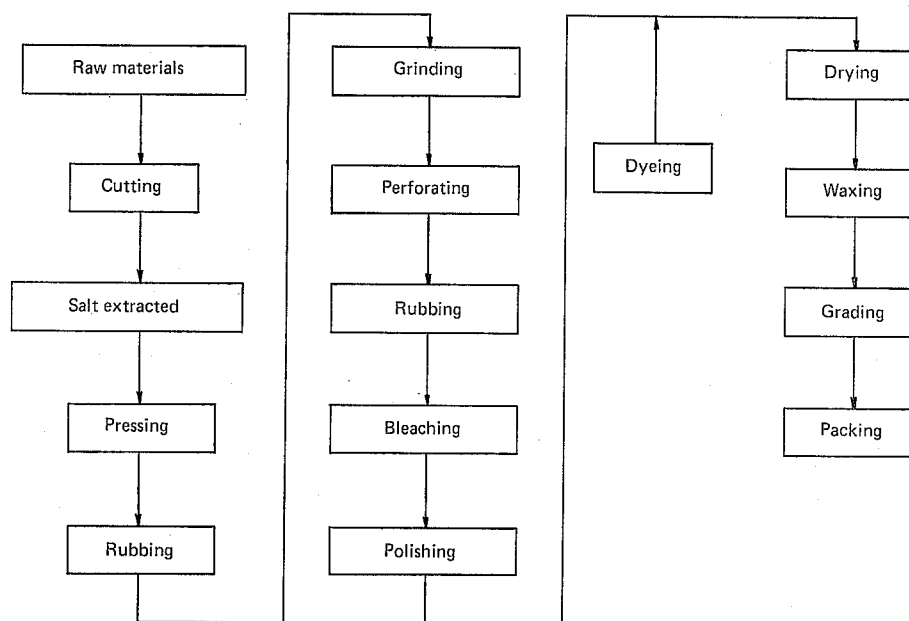 Raw materials
Cutting
Salt extracted
Pressing
Rubbing
Grinding
Perforating
Rubbing
Bleaching
Polishing
Dyeing
Drying
Waxing
Grading
Packing